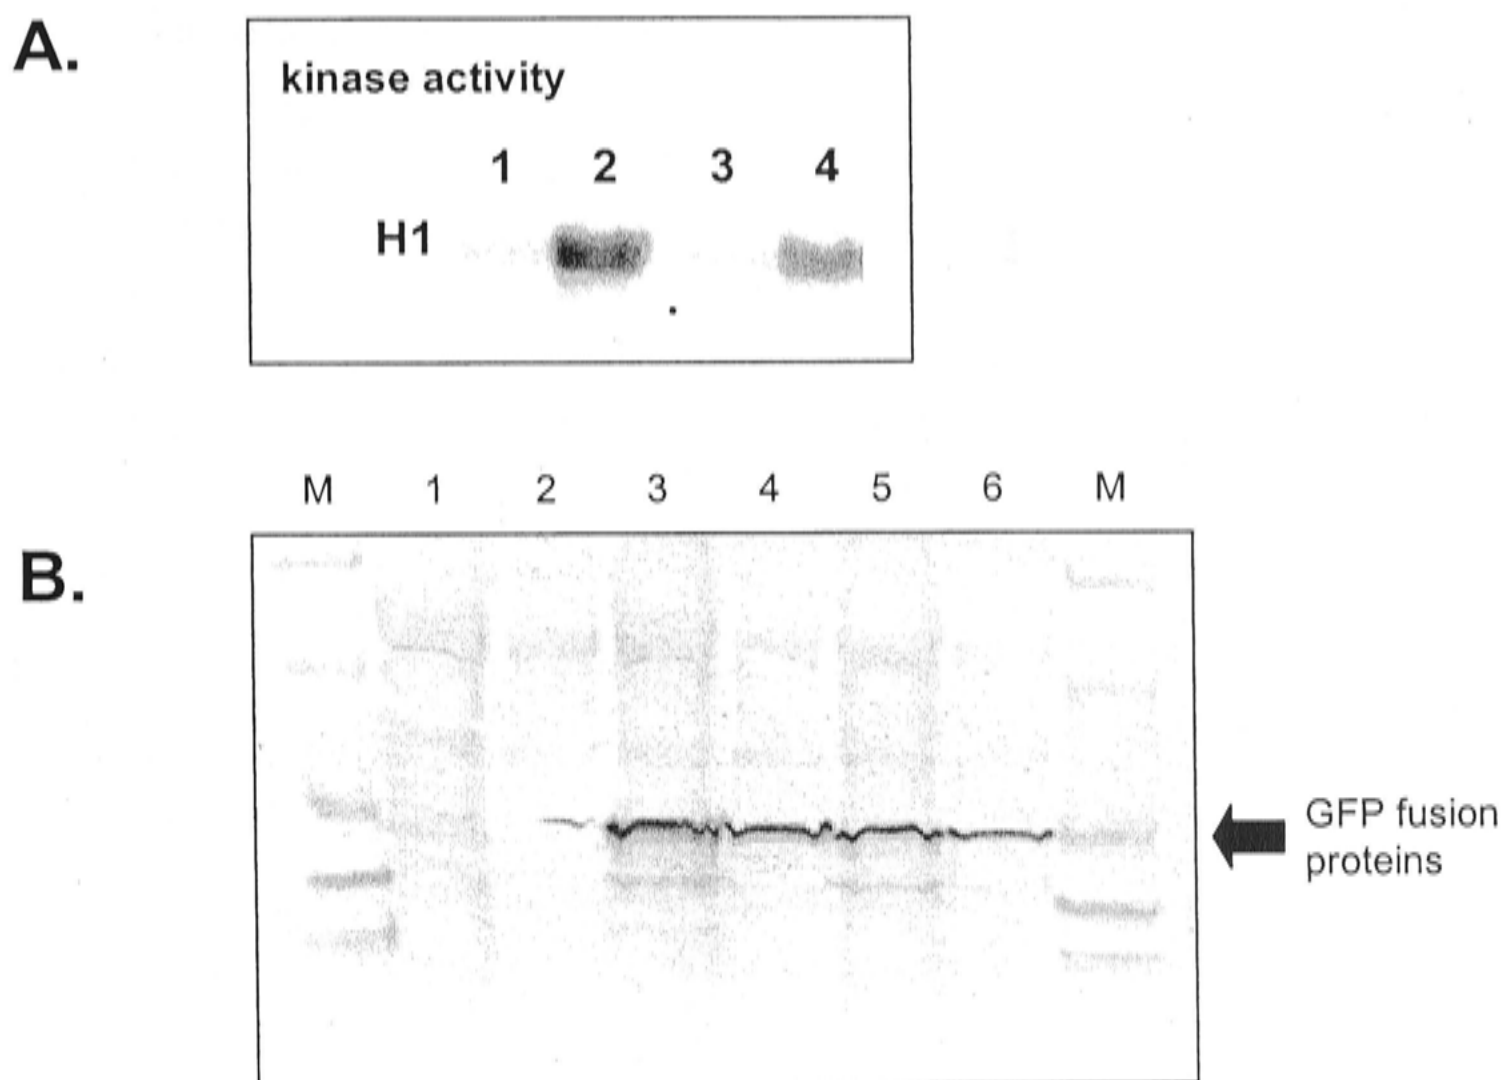 A.
kinase activity
1 2 3 4
H1
M 1 2 3 4 5 6 M
B.
GFP fusion
proteins